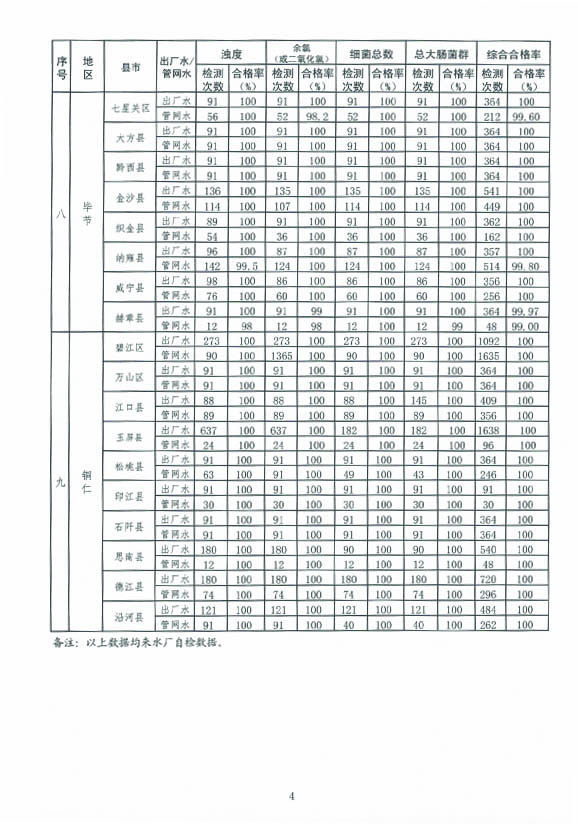 序号 地区 县市 出厂水/管网水 浊度 余氯（或二氧化氯） 细菌总数 总大肠菌群 综合合格率
检测次数 合格率（%） 检测次数 合格率（%） 检测次数 合格率（%） 检测次数 合格率（%） 检测次数 合格率（%）
八 毕节 七星关区 出厂水 91 100 91 100 91 100 91 100 364 100
管网水 56 100 52 98.2 52 100 52 100 212 99.60
大方县 出厂水 91 100 91 100 91 100 91 100 364 100
管网水 91 100 91 100 91 100 91 100 364 100
黔西县 出厂水 91 100 91 100 91 100 91 100 364 100
管网水 91 100 91 100 91 100 91 100 364 100
金沙县 出厂水 136 100 135 100 135 100 135 100 541 100
管网水 114 100 107 100 114 100 114 100 449 100
织金县 出厂水 89 100 91 100 91 100 91 100 362 100
管网水 54 100 36 100 36 100 36 100 162 100
纳雍县 出厂水 96 100 87 100 87 100 87 100 357 100
管网水 142 99.5 124 100 124 100 124 100 514 99.80
威宁县 出厂水 98 100 86 100 86 100 86 100 356 100
管网水 76 100 60 100 60 100 60 100 256 100
赫章县 出厂水 91 100 91 99 91 100 91 100 364 99.97
管网水 12 98 12 98 12 100 12 99 48 99.00
九 铜仁 碧江区 出厂水 273 100 273 100 273 100 273 100 1092 100
管网水 90 100 1365 100 90 100 90 100 1635 100
万山区 出厂水 91 100 91 100 91 100 91 100 364 100
管网水 91 100 91 100 91 100 91 100 364 100
江口县 出厂水 88 100 88 100 88 100 145 100 409 100
管网水 89 100 89 100 89 100 89 100 356 100
玉屏县 出厂水 637 100 637 100 182 100 182 100 1638 100
管网水 24 100 24 100 24 100 24 100 96 100
松桃县 出厂水 91 100 91 100 91 100 91 100 364 100
管网水 63 100 91 100 49 100 43 100 246 100
印江县 出厂水 91 100 91 100 91 100 91 100 91 100
管网水 30 100 30 100 30 100 30 100 30 100
石阡县 出厂水 91 100 91 100 91 100 91 100 364 100
管网水 91 100 91 100 91 100 91 100 364 100
思南县 出厂水 180 100 180 100 90 100 90 100 540 100
管网水 12 100 12 100 12 100 12 100 48 100
德江县 出厂水 180 100 180 100 180 100 180 100 720 100
管网水 74 100 74 100 74 100 74 100 296 100
沿河县 出厂水 121 100 121 100 121 100 121 100 484 100
管网水 91 100 91 100 40 100 40 100 262 100
备注：以上数据均来水厂自检数据。
4